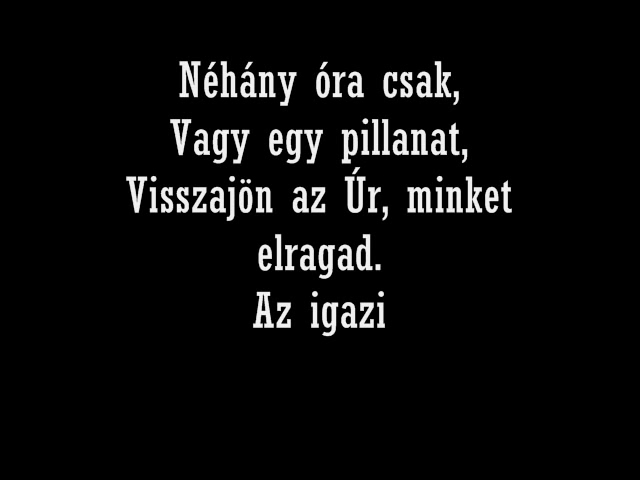 Néhány óra csak,
Vagy egy pillanat,
Visszajön az Úr, minket
elragad.
Az igazi